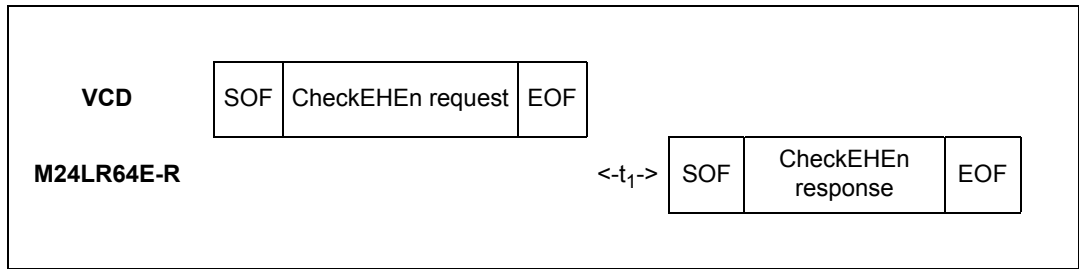 VCD SOF CheckEHEn request EOF
M24LR64E-R <-t1-> SOF CheckEHEn response EOF